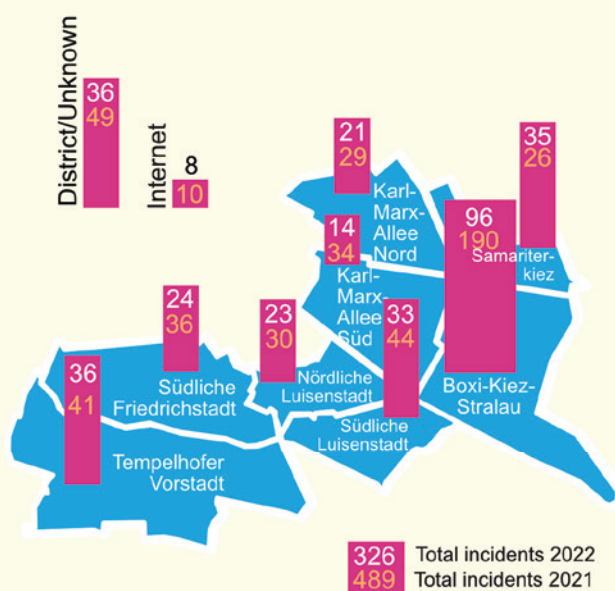 District/Unknown
36
49
Internet
8
10
21
29
Karl-
Marx-
Allee
Nord
35
26
Samariter-
kiez
14
34
Karl-
Marx-
Allee
Süd
96
190
Boxi-Kiez-
Stralau
24
36
Südliche
Friedrichstadt
23
30
Nördliche
Luisenstadt
33
44
Südliche
Luisenstadt
36
41
Tempelhofer
Vorstadt
326 Total incidents 2022
489 Total incidents 2021